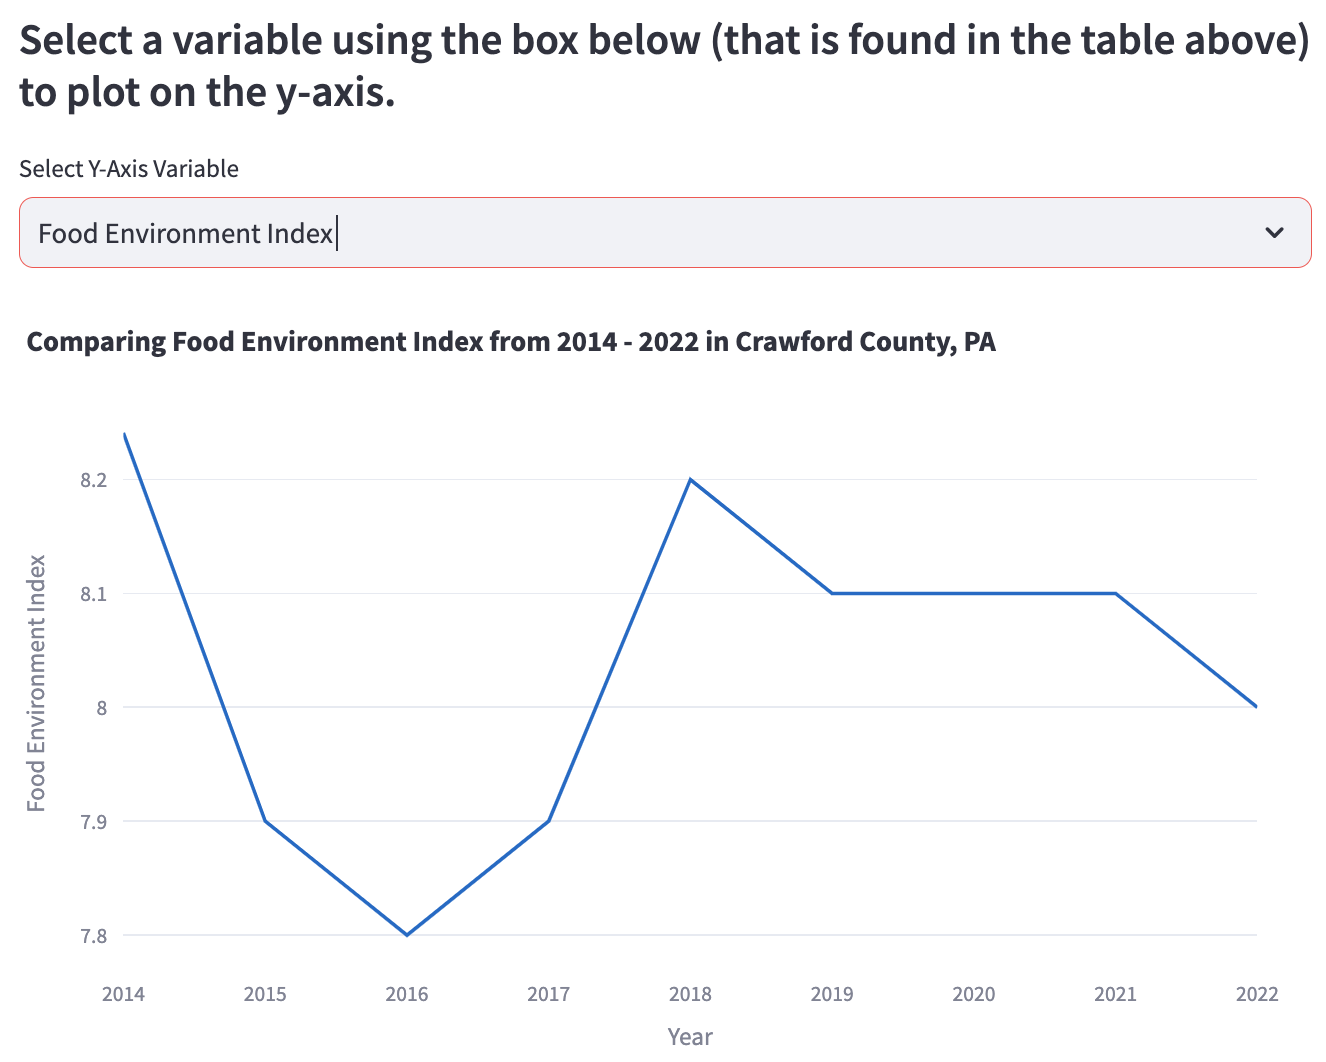 Select a variable using the box below (that is found in the table above)
to plot on the y-axis.
Select Y-Axis Variable
Food Environment Index
Comparing Food Environment Index from 2014 - 2022 in Crawford County, PA
Food Environment Index
8.2
8.1
8
7.9
7.8
2014 2015 2016 2017 2018 2019 2020 2021 2022
Year